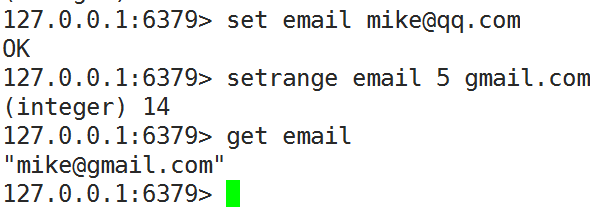 127.0.0.1:6379> set email mike@qq.com
OK
127.0.0.1:6379> setrange email 5 gmail.com
(integer) 14
127.0.0.1:6379> get email
"mike@gmail.com"
127.0.0.1:6379>